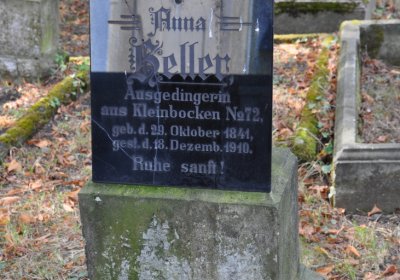 Anna
Heller,
Ausgedingerin
aus Kleinbocken Nº 72,
geb. d. 29. Oktober 1841,
gest. d. 18. Dezemb. 1910.
Ruhe sanft!